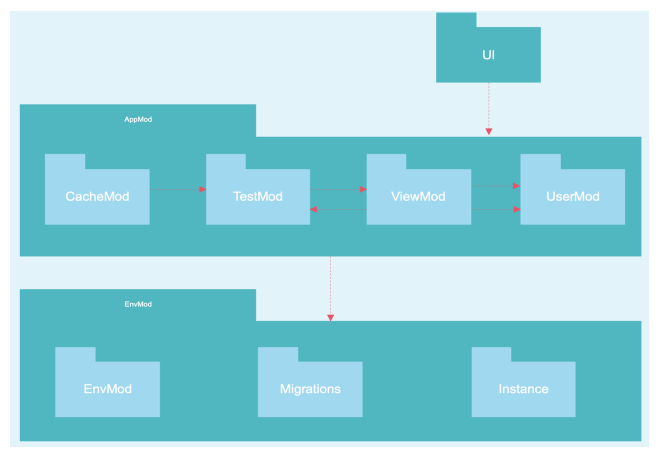 UI
AppMod
CacheMod
TestMod
ViewMod
UserMod
EnvMod
EnvMod
Migrations
Instance